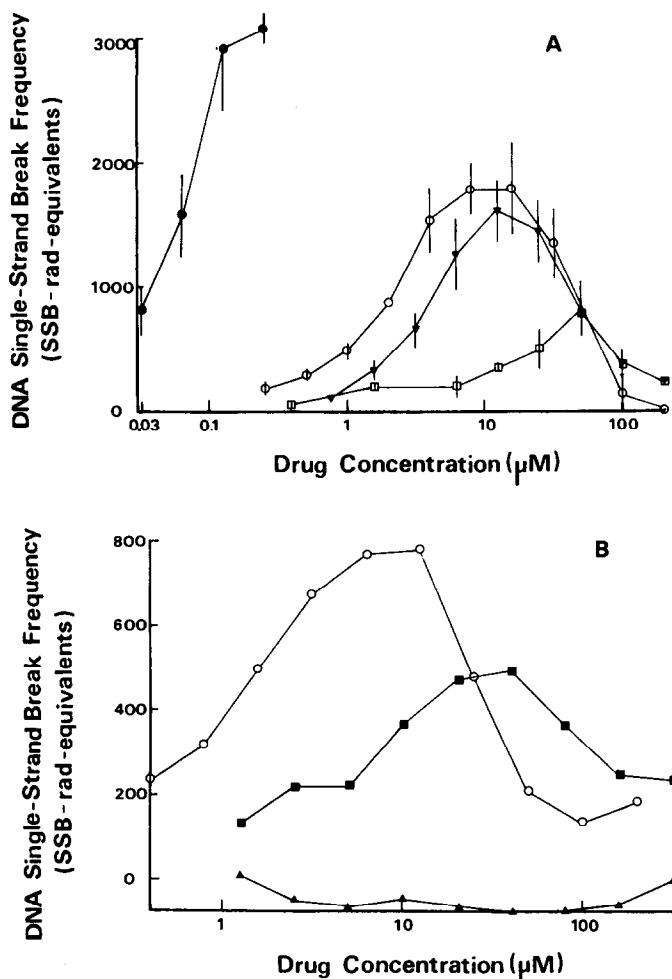 A
DNA Single-Strand Break Frequency
(SSB-rad-equivalents)
3000
2000
1000
0
0.03
0.1
1
10
100
Drug Concentration (µM)
B
DNA Single-Strand Break Frequency
(SSB-rad-equivalents)
800
600
400
200
0
1
10
100
Drug Concentration (µM)